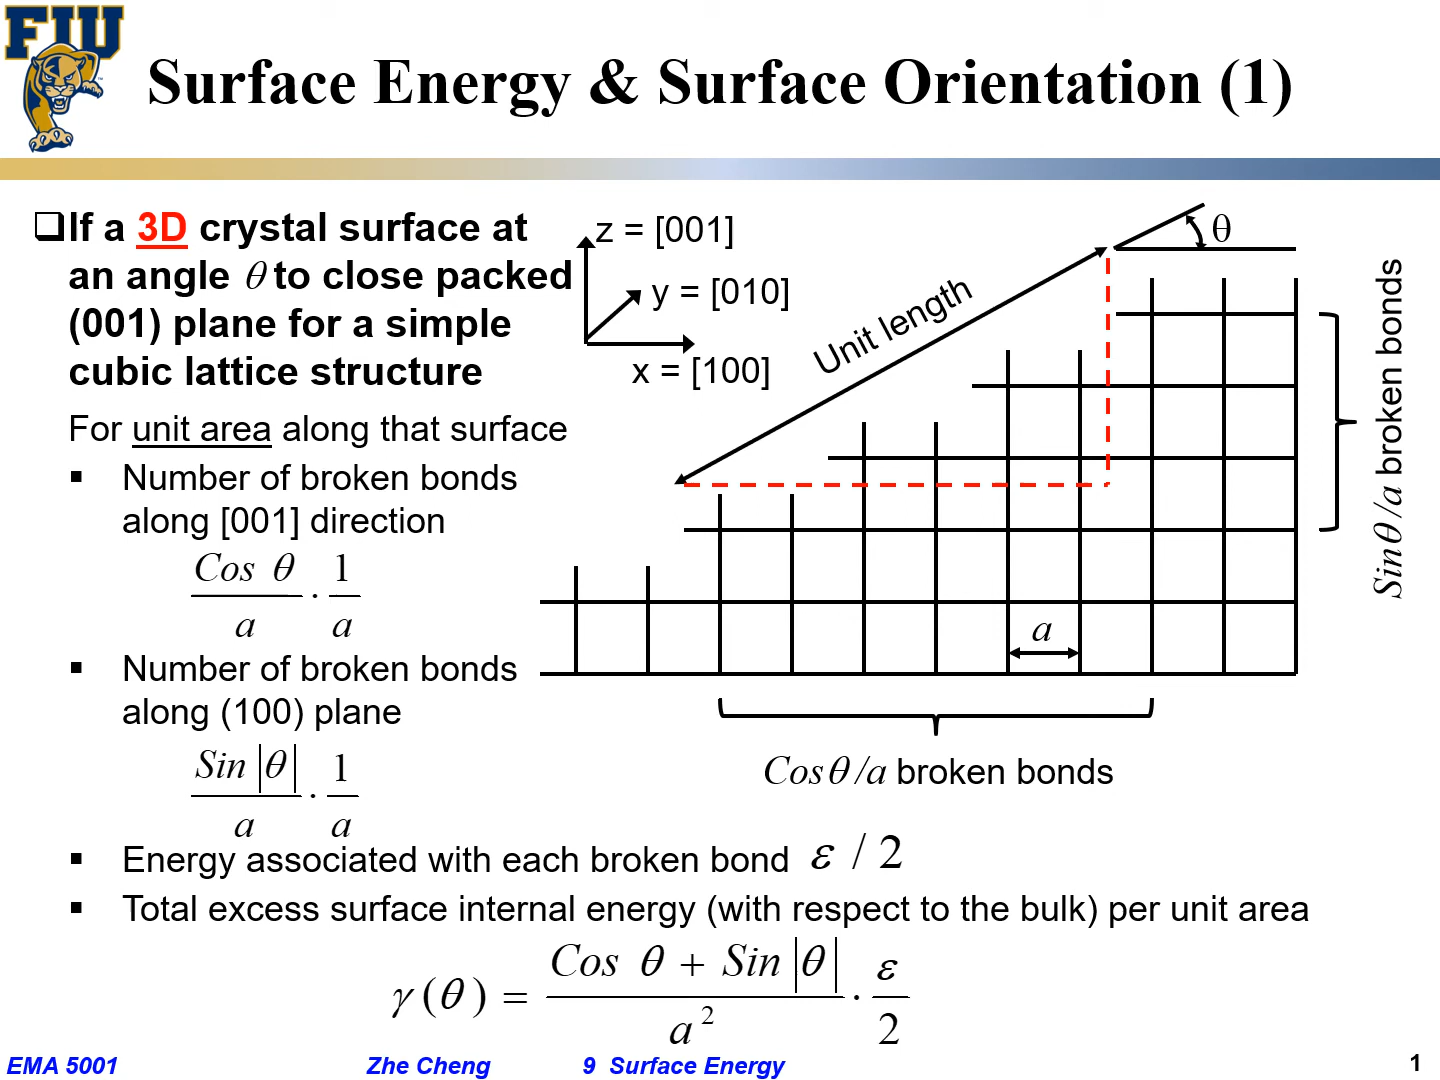 FIU
Surface Energy & Surface Orientation (1)
❑If a 3D crystal surface at
an angle θ to close packed
(001) plane for a simple
cubic lattice structure
For unit area along that surface
▪ Number of broken bonds
along [001] direction
Cos θ / a · 1 / a
▪ Number of broken bonds
along (100) plane
Sin |θ| / a · 1 / a
▪ Energy associated with each broken bond ε / 2
▪ Total excess surface internal energy (with respect to the bulk) per unit area
γ (θ) = Cos θ + Sin |θ| / a² · ε / 2
z = [001]
y = [010]
x = [100]
Unit length
θ
Sin θ /a broken bonds
a
Cos θ /a broken bonds
EMA 5001 Zhe Cheng 9 Surface Energy 1